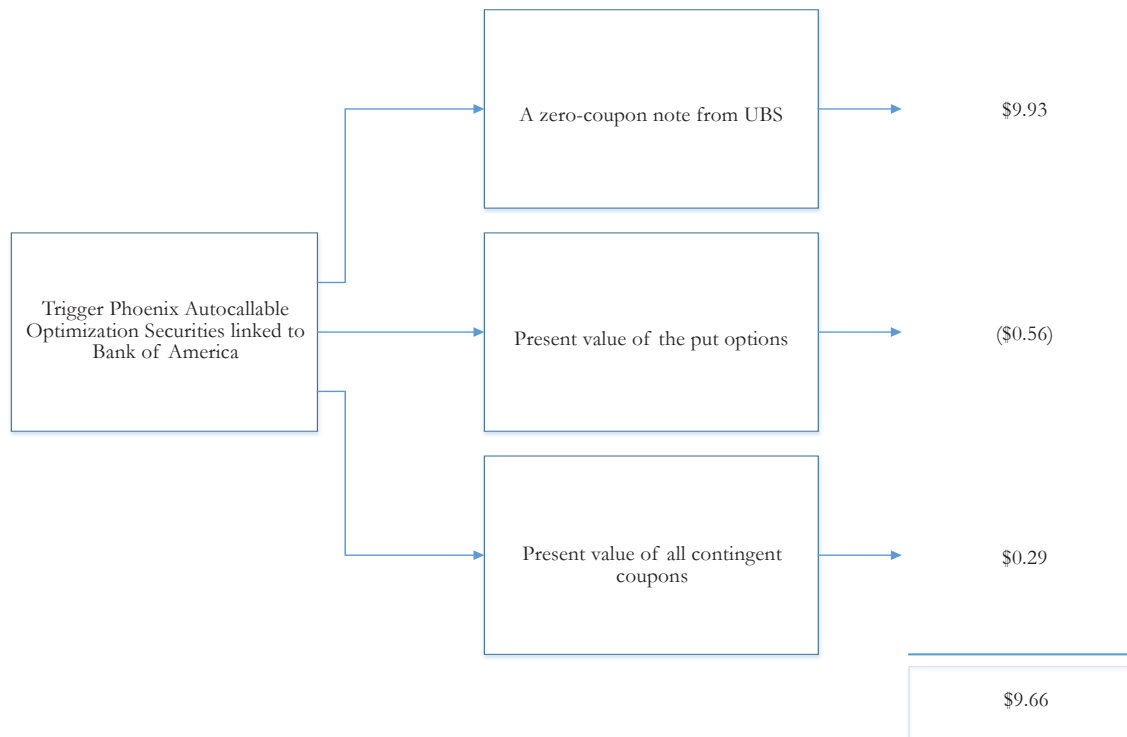 A zero-coupon note from UBS
$9.93
Trigger Phoenix Autocallable
Optimization Securities linked to
Bank of America
Present value of the put options
($0.56)
Present value of all contingent
coupons
$0.29
$9.66